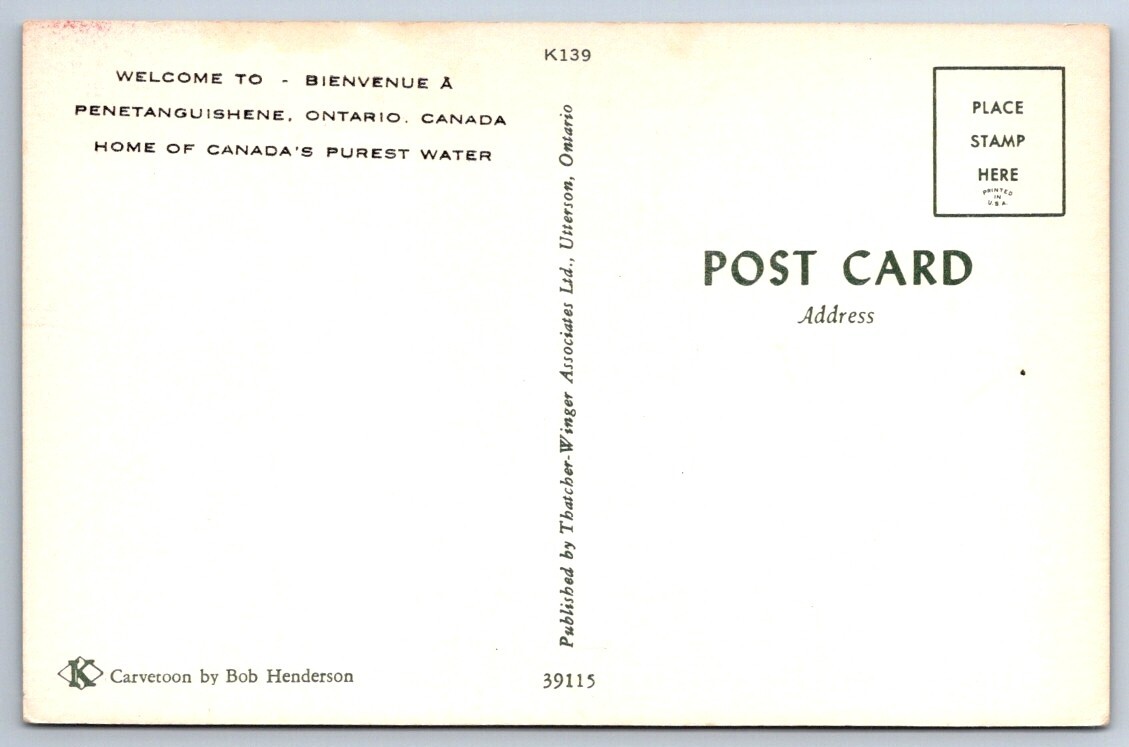 K139
WELCOME TO - BIENVENUE À
PENETANGUISHENE, ONTARIO. CANADA
HOME OF CANADA'S PUREST WATER
Published by Thatcher-Winger Associates Ltd., Utterson, Ontario
PLACE
STAMP
HERE
PRINTED
IN
U.S.A.
POST CARD
Address
K Carvetoon by Bob Henderson
39115